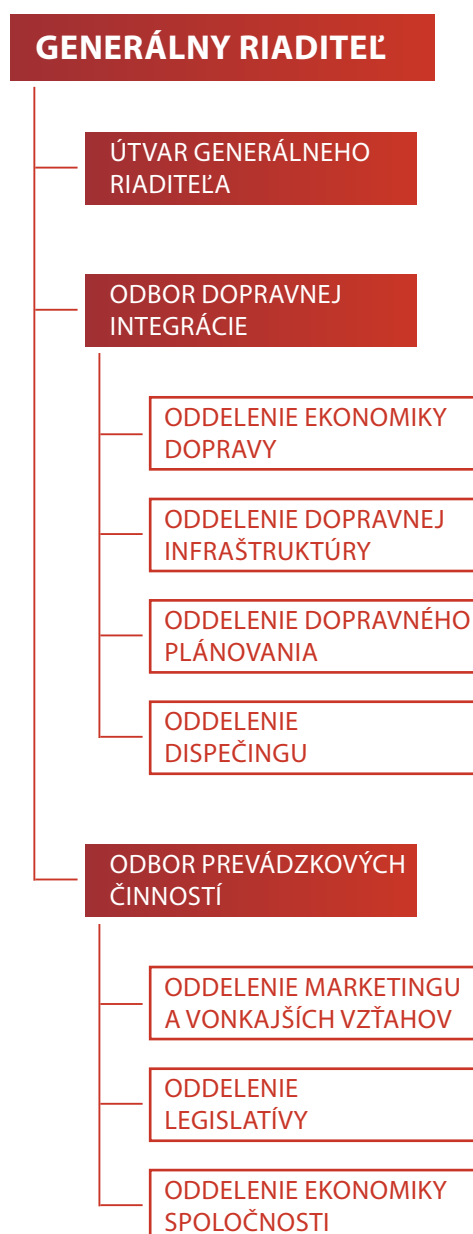 GENERÁLNY RIADITEĽ
ÚTVAR GENERÁLNEHO
RIADITEĽA
ODBOR DOPRAVNEJ
INTEGRÁCIE
ODDELENIE EKONOMIKY
DOPRAVY
ODDELENIE DOPRAVNEJ
INFRAŠTRUKTÚRY
ODDELENIE DOPRAVNÉHO
PLÁNOVANIA
ODDELENIE
DISPEČINGU
ODBOR PREVÁDZKOVÝCH
ČINNOSTÍ
ODDELENIE MARKETINGU
A VONKAJŠÍCH VZŤAHOV
ODDELENIE
LEGISLATÍVY
ODDELENIE EKONOMIKY
SPOLOČNOSTI